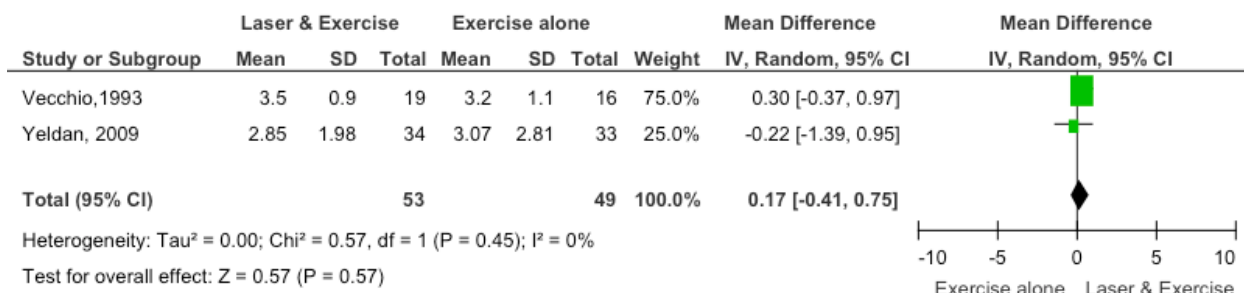 Laser & Exercise Exercise alone Mean Difference Mean Difference
Study or Subgroup Mean SD Total Mean SD Total Weight IV, Random, 95% CI IV, Random, 95% CI
Vecchio,1993 3.5 0.9 19 3.2 1.1 16 75.0% 0.30 [-0.37, 0.97]
Yeldan, 2009 2.85 1.98 34 3.07 2.81 33 25.0% -0.22 [-1.39, 0.95]
Total (95% CI) 53 49 100.0% 0.17 [-0.41, 0.75]
Heterogeneity: Tau² = 0.00; Chi² = 0.57, df = 1 (P = 0.45); I² = 0%
Test for overall effect: Z = 0.57 (P = 0.57)
-10 -5 0 5 10
Exercise alone Laser & Exercise